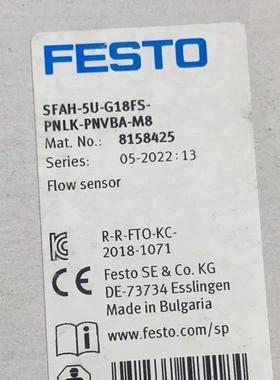 FESTO
SFAH-5U-G18FS-
PNLK-PNVBA-M8
Mat. No.: 8158425
Series: 05-2022:13
Flow sensor
R-R-FTO-KC-
2018-1071
Festo SE & Co. KG
DE-73734 Esslingen
Made in Bulgaria
www.festo.com/sp